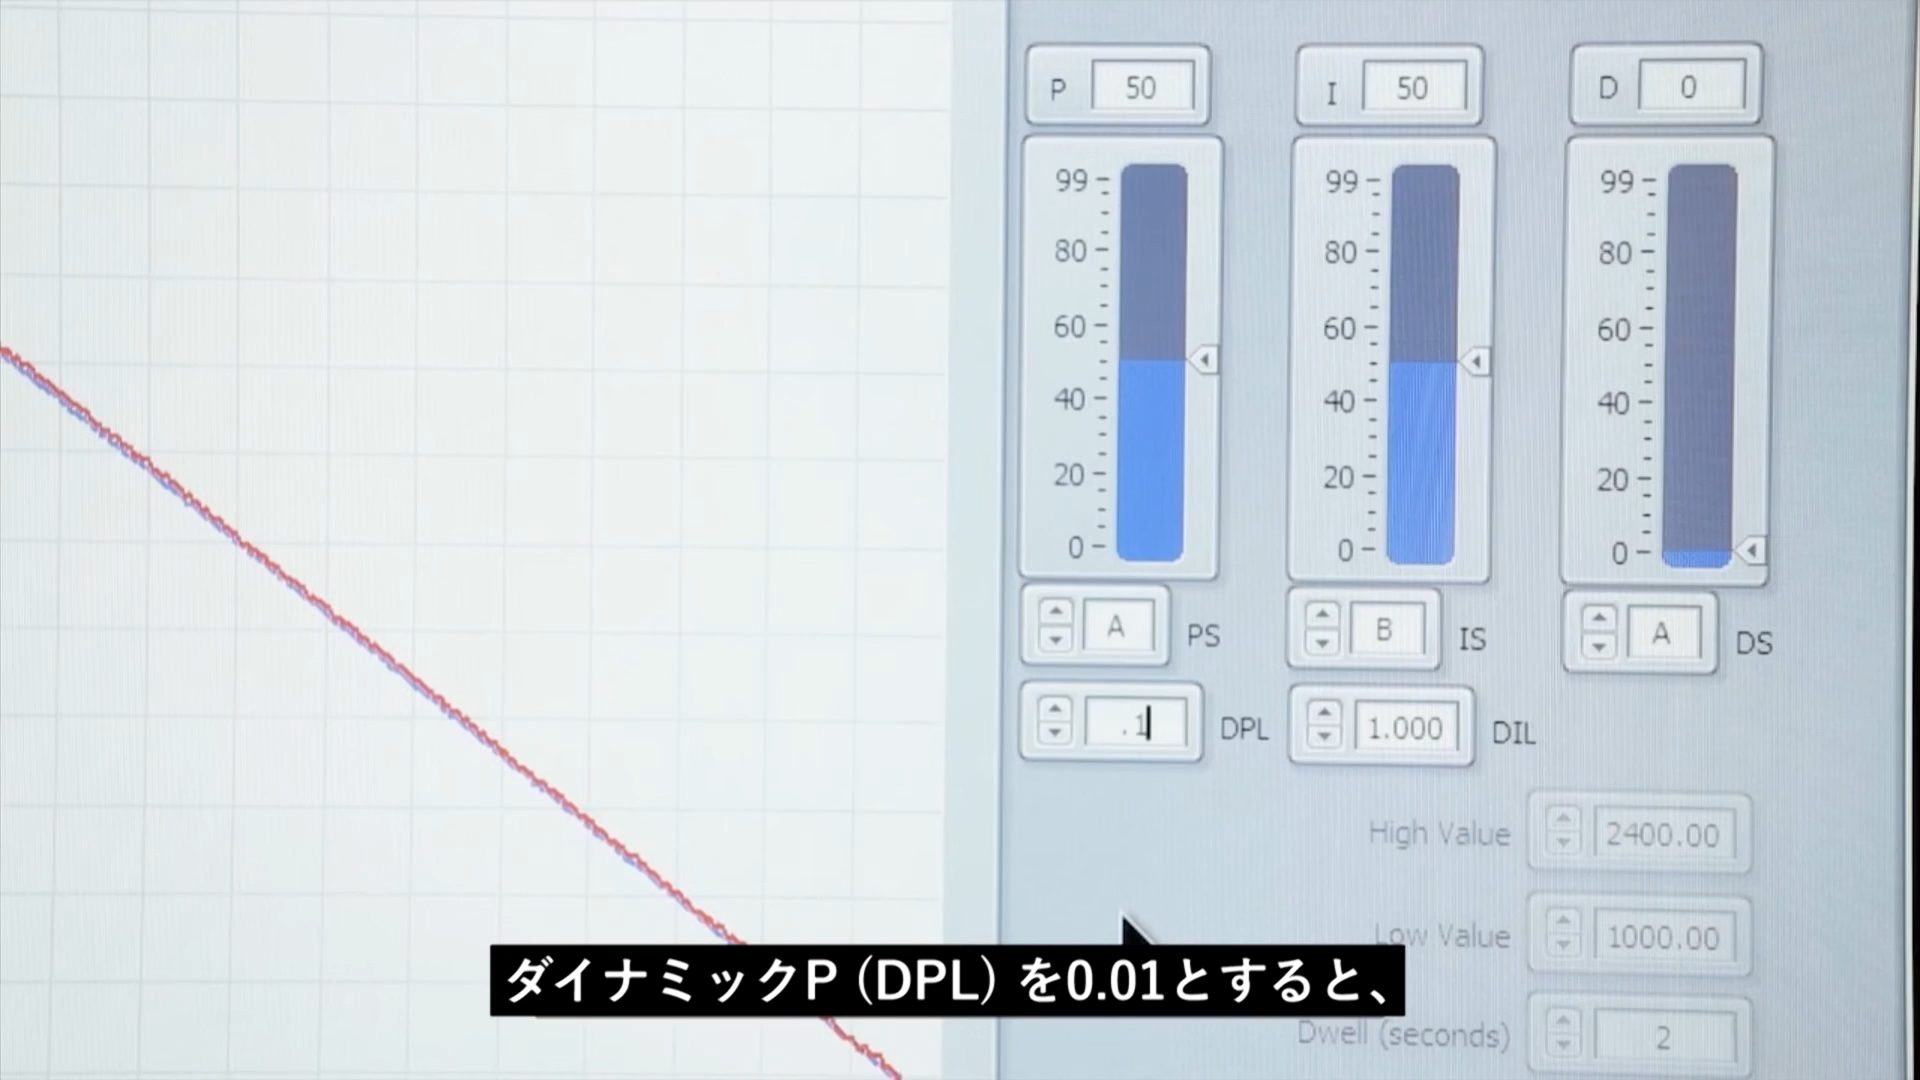 P 50
I 50
D 0
99
80
60
40
20
0
99
80
60
40
20
0
99
80
60
40
20
0
A PS
B IS
A DS
.1 DPL
1.000 DIL
High Value 2400.00
Low Value 1000.00
Dwell (seconds) 2
ダイナミックP（DPL）を0.01とすると、